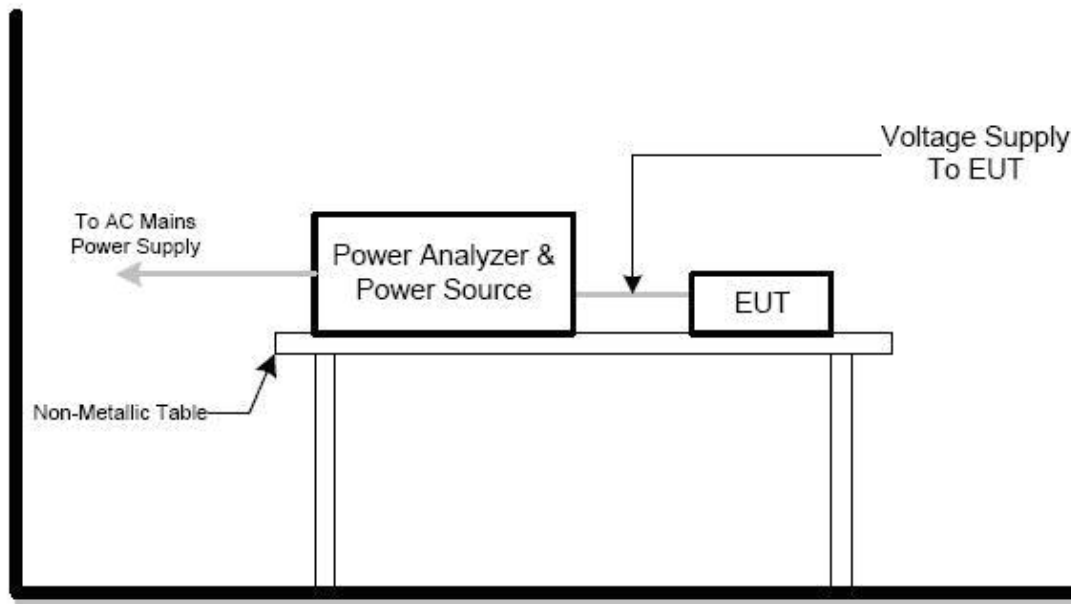 Voltage Supply
To EUT
To AC Mains
Power Supply
Power Analyzer &
Power Source
EUT
Non-Metallic Table